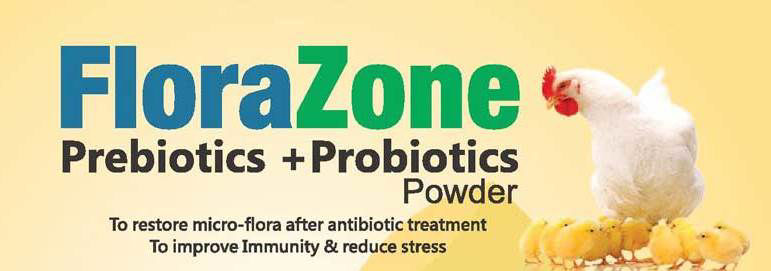 FloraZone
Prebiotics + Probiotics
Powder
To restore micro-flora after antibiotic treatment
To improve Immunity & reduce stress